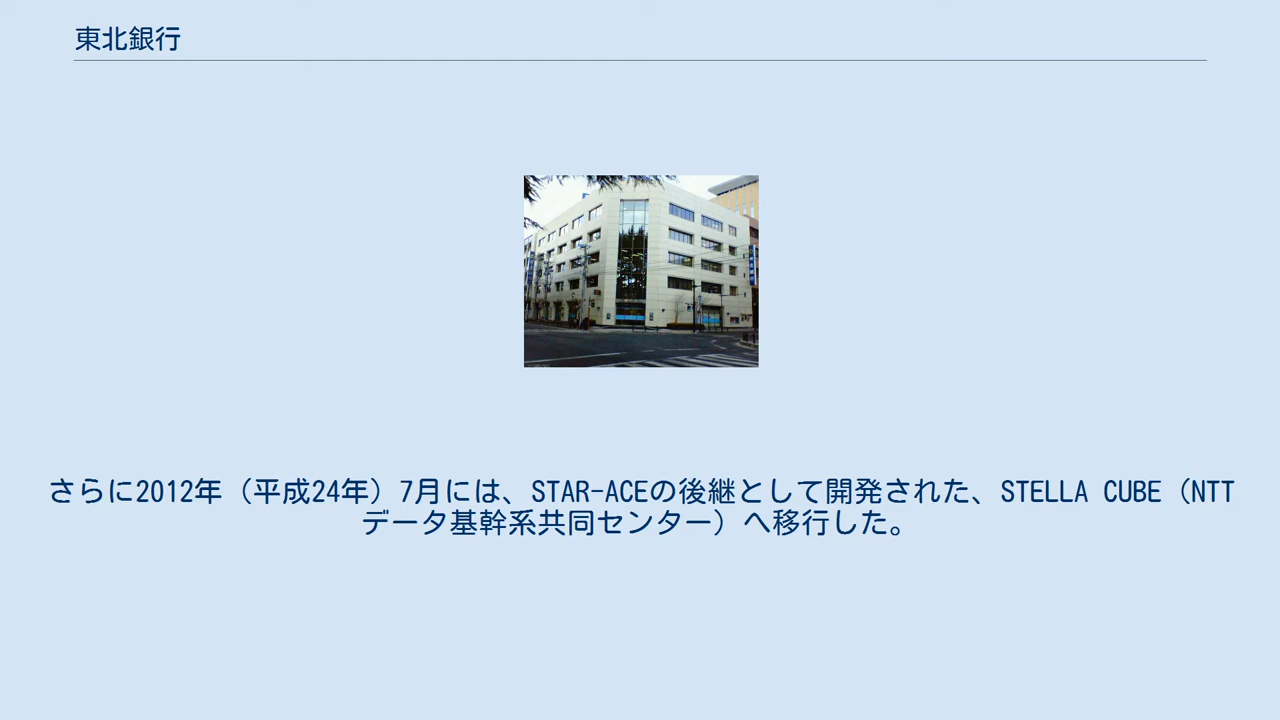 東北銀行
さらに2012年（平成24年）7月には、STAR-ACEの後継として開発された、STELLA CUBE（NTT
データ基幹系共同センター）へ移行した。